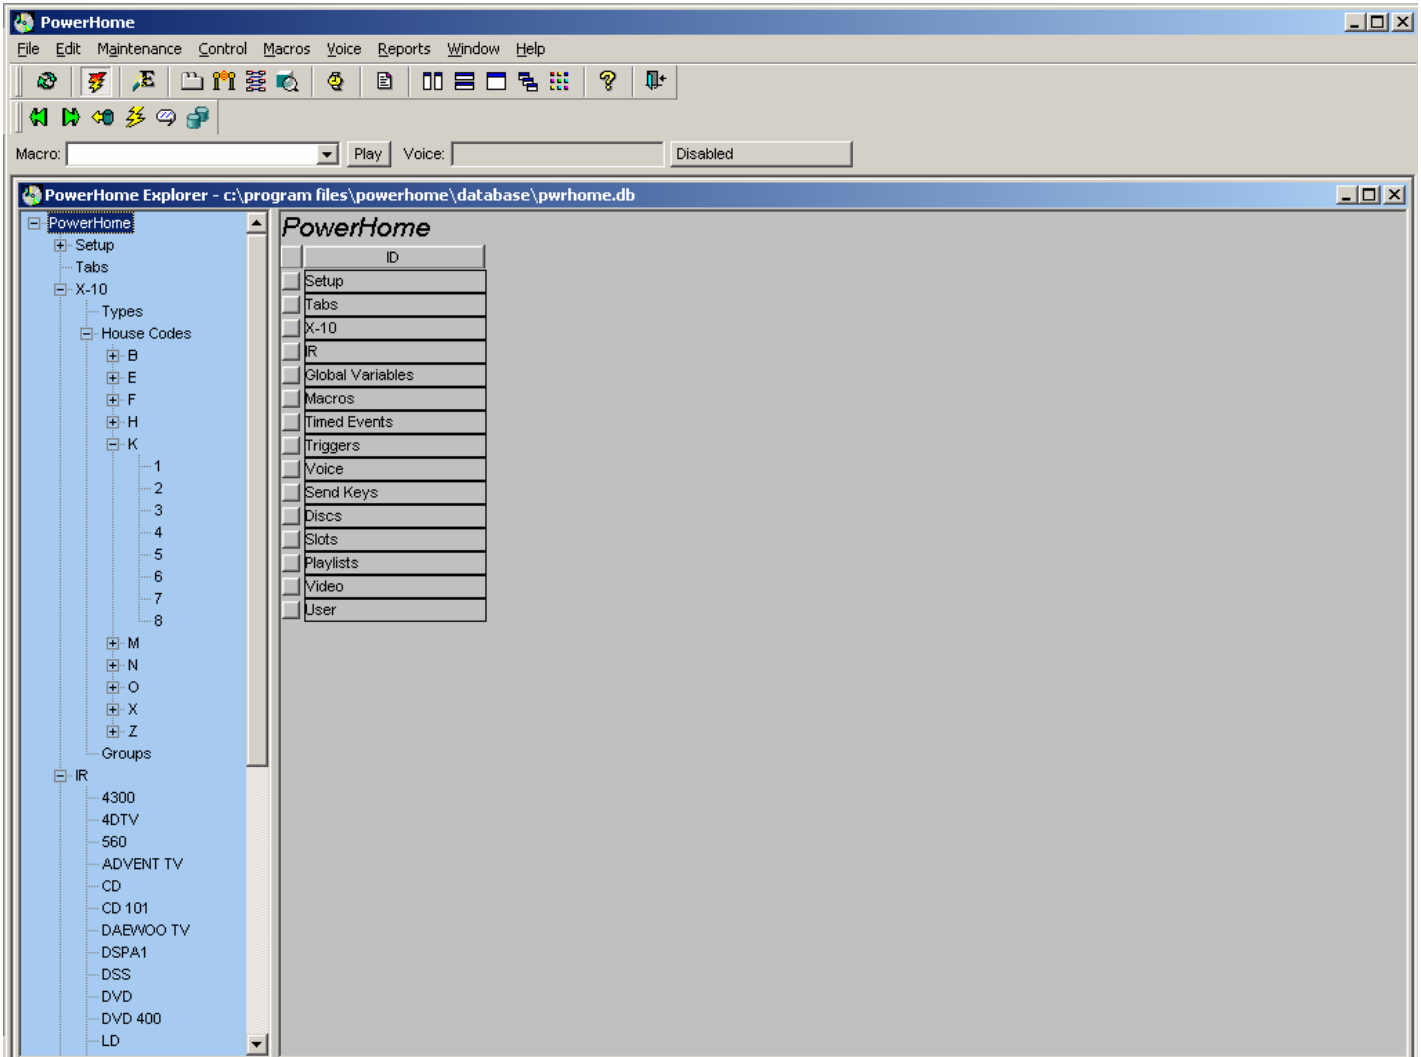 PowerHome
File Edit Maintenance Control Macros Voice Reports Window Help
Macro: Play Voice: Disabled
PowerHome Explorer - c:\program files\powerhome\database\pwrhome.db
PowerHome
Setup
Tabs
X-10
Types
House Codes
B
E
F
H
K
1
2
3
4
5
6
7
8
M
N
O
X
Z
Groups
IR
4300
4DTV
560
ADVENT TV
CD
CD 101
DAEWOO TV
DSPA1
DSS
DVD
DVD 400
LD
PowerHome
ID
Setup
Tabs
X-10
IR
Global Variables
Macros
Timed Events
Triggers
Voice
Send Keys
Discs
Slots
Playlists
Video
User